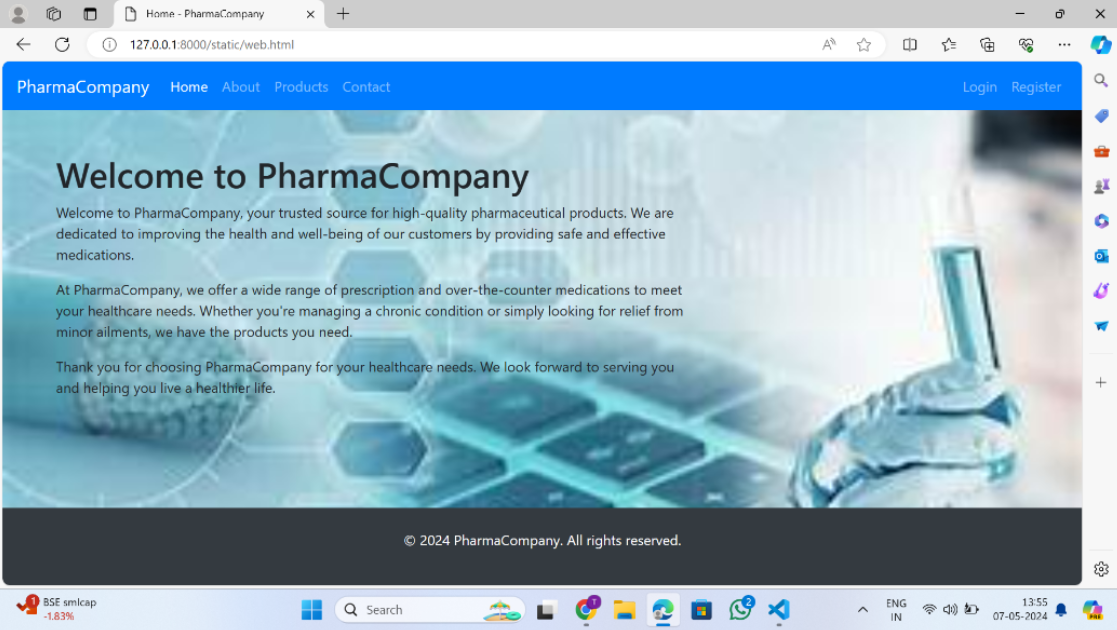 Home - PharmaCompany
127.0.0.1:8000/static/web.html
PharmaCompany Home About Products Contact Login Register
Welcome to PharmaCompany
Welcome to PharmaCompany, your trusted source for high-quality pharmaceutical products. We are
dedicated to improving the health and well-being of our customers by providing safe and effective
medications.
At PharmaCompany, we offer a wide range of prescription and over-the-counter medications to meet
your healthcare needs. Whether you're managing a chronic condition or simply looking for relief from
minor ailments, we have the products you need.
Thank you for choosing PharmaCompany for your healthcare needs. We look forward to serving you
and helping you live a healthier life.
© 2024 PharmaCompany. All rights reserved.
1 BSE smlcap
-1.83%
Search
T
2
ENG
IN
13:55
07-05-2024
PRE